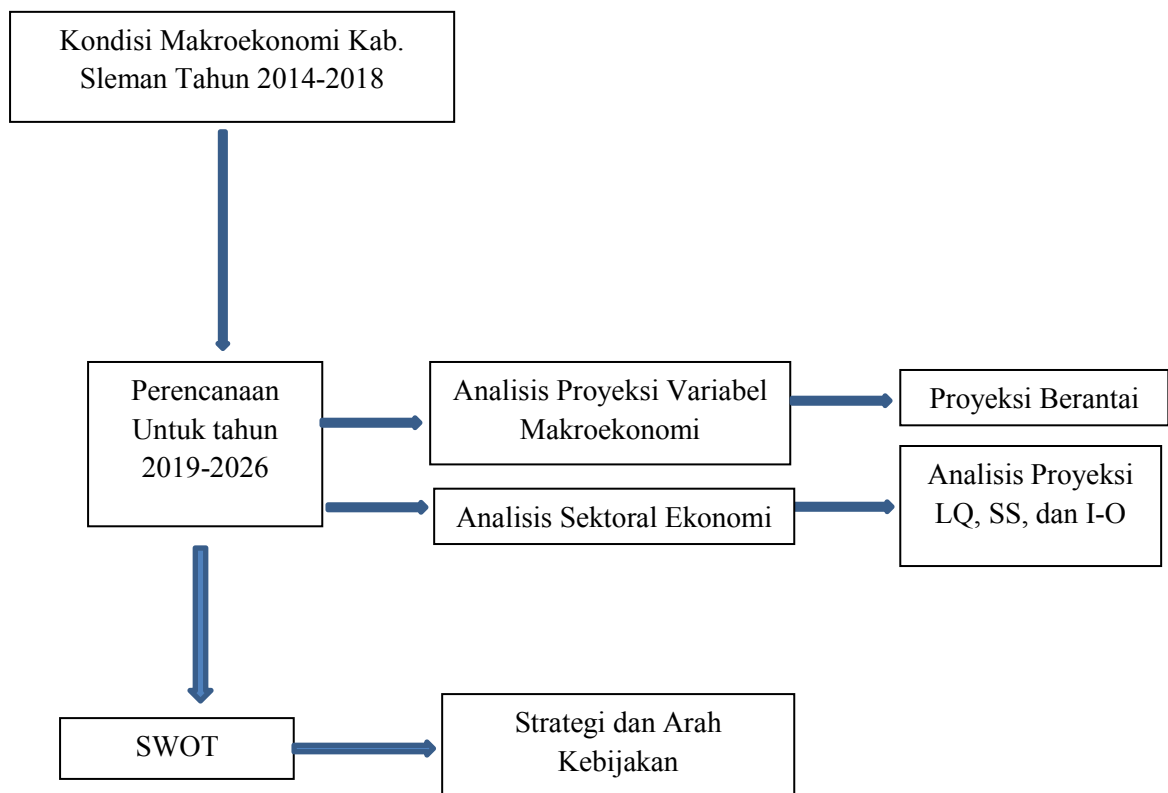 Kondisi Makroekonomi Kab.
Sleman Tahun 2014-2018
Perencanaan
Untuk tahun
2019-2026
Analisis Proyeksi Variabel
Makroekonomi
Proyeksi Berantai
Analisis Sektoral Ekonomi
Analisis Proyeksi
LQ, SS, dan I-O
SWOT
Strategi dan Arah
Kebijakan